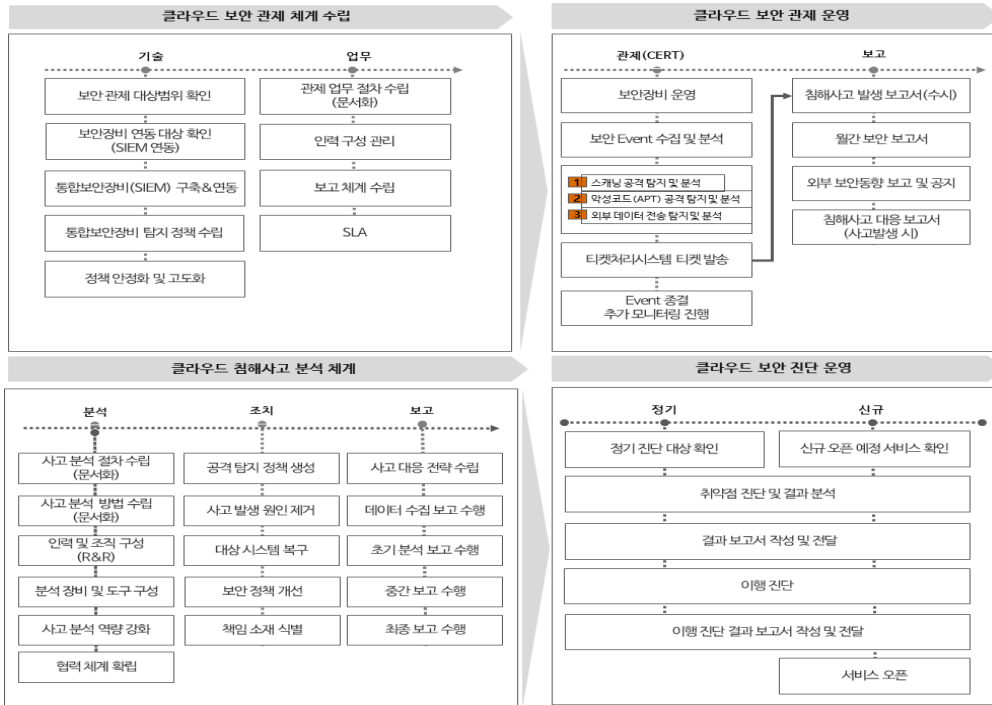 클라우드 보안 관제 체계 수립
기술
업무
보안 관제 대상범위 확인
보안장비 연동 대상 확인
(SIEM 연동)
통합보안장비(SIEM) 구축&연동
통합보안장비 탐지 정책 수립
정책 안정화 및 고도화
관제 업무 절차 수립
(문서화)
인력 구성 관리
보고 체계 수립
SLA
클라우드 보안 관제 운영
관제(CERT)
보고
보안장비 운영
보안 Event 수집 및 분석
1 스캐닝 공격 탐지 및 분석
2 악성코드(APT) 공격 탐지 및 분석
3 외부 데이터 전송 탐지 및 분석
티켓처리시스템 티켓 발송
Event 종결
추가 모니터링 진행
침해사고 발생 보고서(수시)
월간 보안 보고서
외부 보안동향 보고 및 공지
침해사고 대응 보고서
(사고발생 시)
클라우드 침해사고 분석 체계
분석
조치
보고
사고 분석 절차 수립
(문서화)
사고 분석 방법 수립
(문서화)
인력 및 조직 구성
(R&R)
분석 장비 및 도구 구성
사고 분석 역량 강화
협력 체계 확립
공격 탐지 정책 생성
사고 발생 원인 제거
대상 시스템 복구
보안 정책 개선
책임 소재 식별
사고 대응 전략 수립
데이터 수집 보고 수행
초기 분석 보고 수행
중간 보고 수행
최종 보고 수행
클라우드 보안 진단 운영
정기
신규
정기 진단 대상 확인
신규 오픈 예정 서비스 확인
취약점 진단 및 결과 분석
결과 보고서 작성 및 전달
이행 진단
이행 진단 결과 보고서 작성 및 전달
서비스 오픈